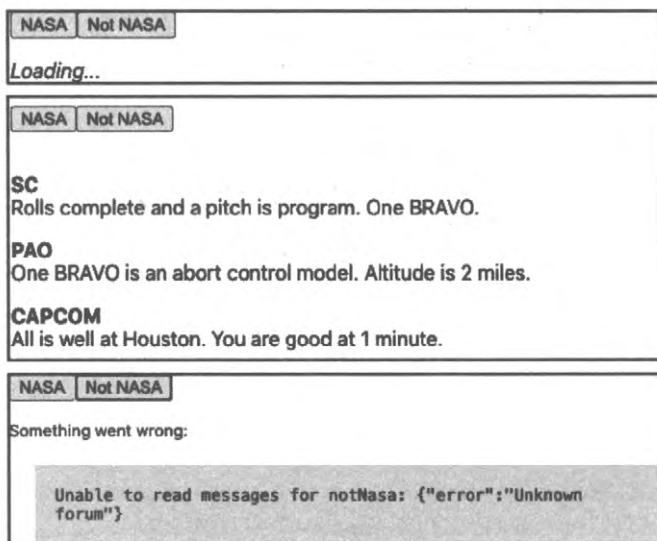 NASA Not NASA
Loading...
NASA Not NASA
SC
Rolls complete and a pitch is program. One BRAVO.
PAO
One BRAVO is an abort control model. Altitude is 2 miles.
CAPCOM
All is well at Houston. You are good at 1 minute.
NASA Not NASA
Something went wrong:
Unable to read messages for notNasa: {"error":"Unknown
forum"}